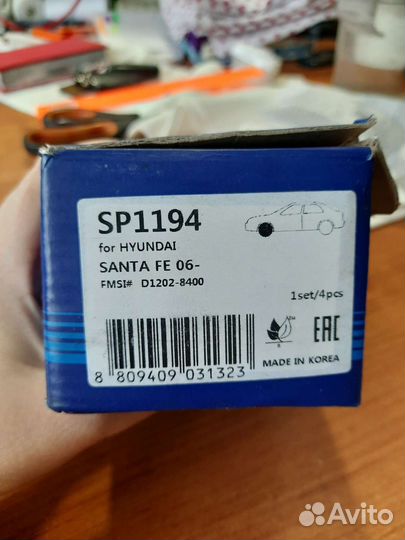 SP1194
for HYUNDAI
SANTA FE 06-
FMSI# D1202-8400
1set/4pcs
EAC
MADE IN KOREA
8 809409 031323
Avito